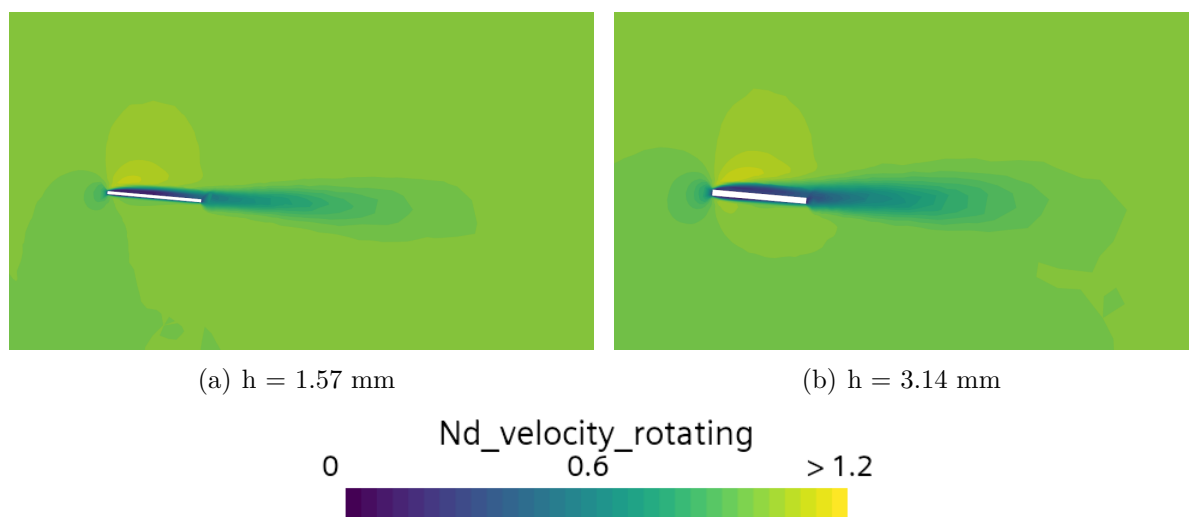 (a) h = 1.57 mm
(b) h = 3.14 mm
Nd_velocity_rotating
0 0.6 > 1.2